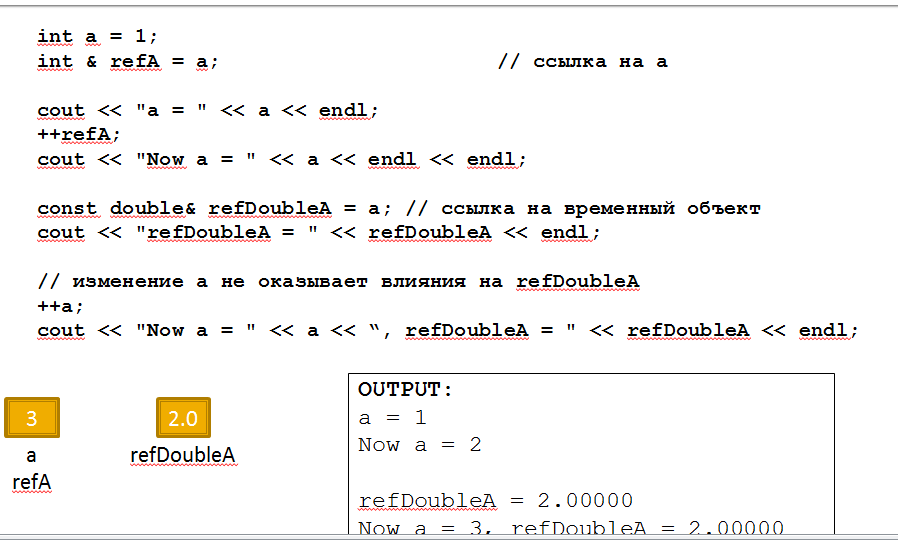 int a = 1;
int & refA = a; // ссылка на а
cout << "a = " << a << endl;
++refA;
cout << "Now a = " << a << endl << endl;
const double& refDoubleA = a; // ссылка на временный объект
cout << "refDoubleA = " << refDoubleA << endl;
// изменение а не оказывает влияния на refDoubleA
++a;
cout << "Now a = " << a << “, refDoubleA = " << refDoubleA << endl;
3
a
refA
2.0
refDoubleA
OUTPUT:
a = 1
Now a = 2
refDoubleA = 2.00000
Now a = 3, refDoubleA = 2.00000